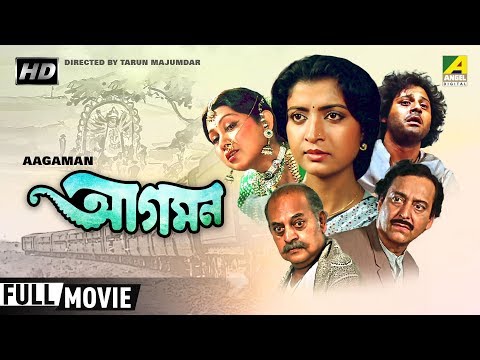 HD
DIRECTED BY TARUN MAJUMDAR
A
ANGEL
DIGITAL
AAGAMAN
আগমন
FULL MOVIE